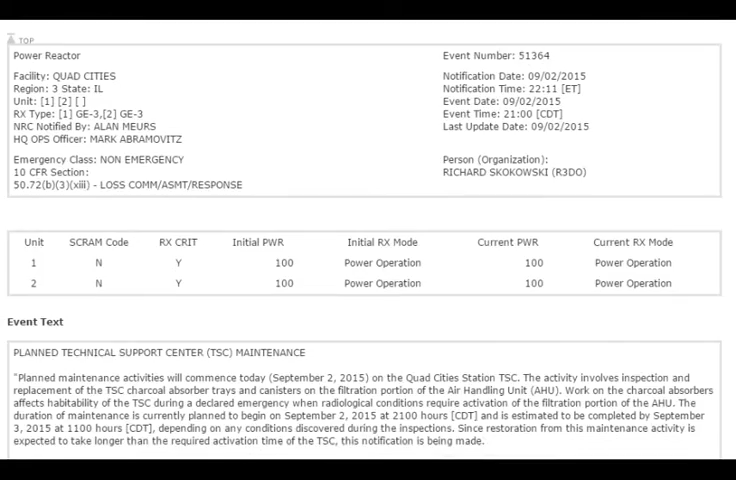 TOP
Power Reactor Event Number: 51364
Facility: QUAD CITIES Notification Date: 09/02/2015
Region: 3 State: IL Notification Time: 22:11 [ET]
Unit: [1] [2] [ ] Event Date: 09/02/2015
RX Type: [1] GE-3,[2] GE-3 Event Time: 21:00 [CDT]
NRC Notified By: ALAN MEURS Last Update Date: 09/02/2015
HQ OPS Officer: MARK ABRAMOVITZ
Emergency Class: NON EMERGENCY Person (Organization):
10 CFR Section: RICHARD SKOKOWSKI (R3DO)
50.72(b)(3)(xiii) - LOSS COMM/ASMT/RESPONSE
Unit SCRAM Code RX CRIT Initial PWR Initial RX Mode Current PWR Current RX Mode
1 N Y 100 Power Operation 100 Power Operation
2 N Y 100 Power Operation 100 Power Operation
Event Text
PLANNED TECHNICAL SUPPORT CENTER (TSC) MAINTENANCE
"Planned maintenance activities will commence today (September 2, 2015) on the Quad Cities Station TSC. The activity involves inspection and
replacement of the TSC charcoal absorber trays and canisters on the filtration portion of the Air Handling Unit (AHU). Work on the charcoal absorbers
affects habitability of the TSC during a declared emergency when radiological conditions require activation of the filtration portion of the AHU. The
duration of maintenance is currently planned to begin on September 2, 2015 at 2100 hours [CDT] and is estimated to be completed by September
3, 2015 at 1100 hours [CDT], depending on any conditions discovered during the inspections. Since restoration from this maintenance activity is
expected to take longer than the required activation time of the TSC, this notification is being made.